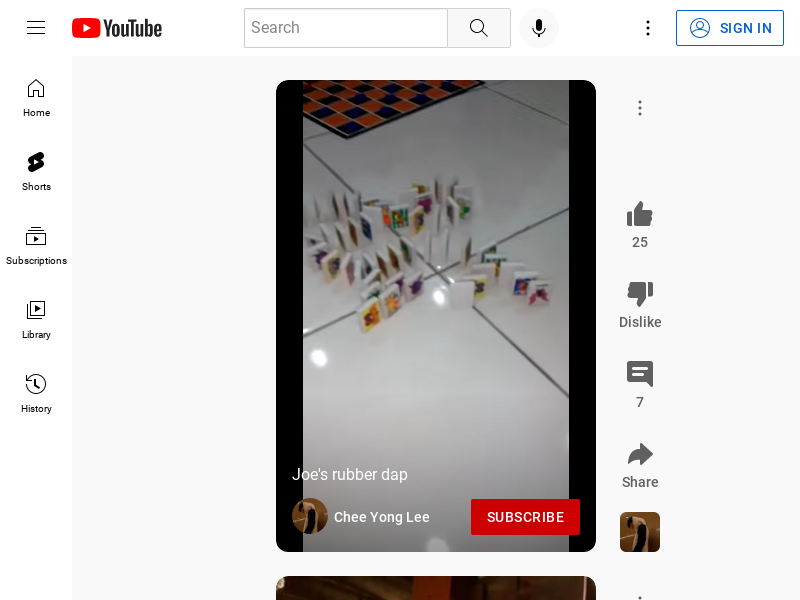 YouTube
Search
SIGN IN
Home
Shorts
Subscriptions
Library
History
25
Dislike
7
Share
Joe's rubber dap
Chee Yong Lee
SUBSCRIBE